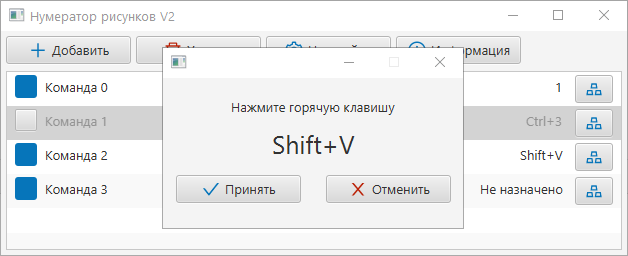 Нумератор рисунков V2
Добавить
Информация
Нажмите горячую клавишу
Shift+V
Принять
Отменить
Команда 0
1
Команда 1
Ctrl+3
Команда 2
Shift+V
Команда 3
Не назначено